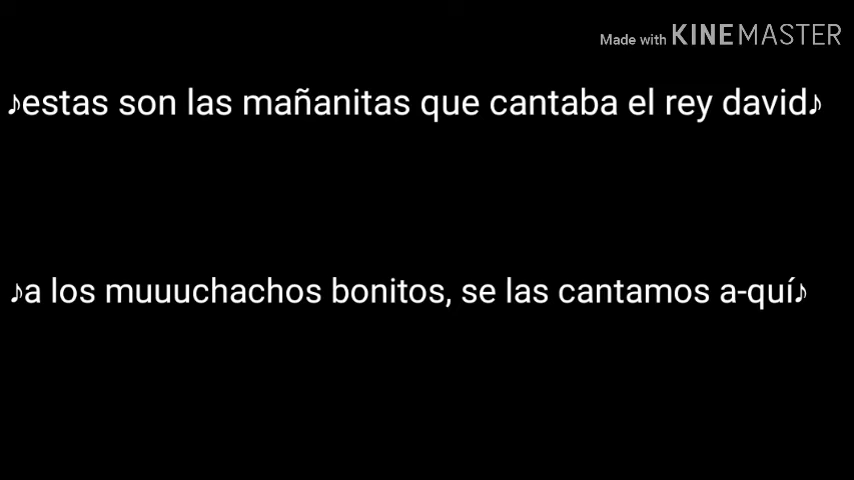 Made with KINEMASTER
♪estas son las mañanitas que cantaba el rey david♪
♪a los muuuchachos bonitos, se las cantamos a-quí♪